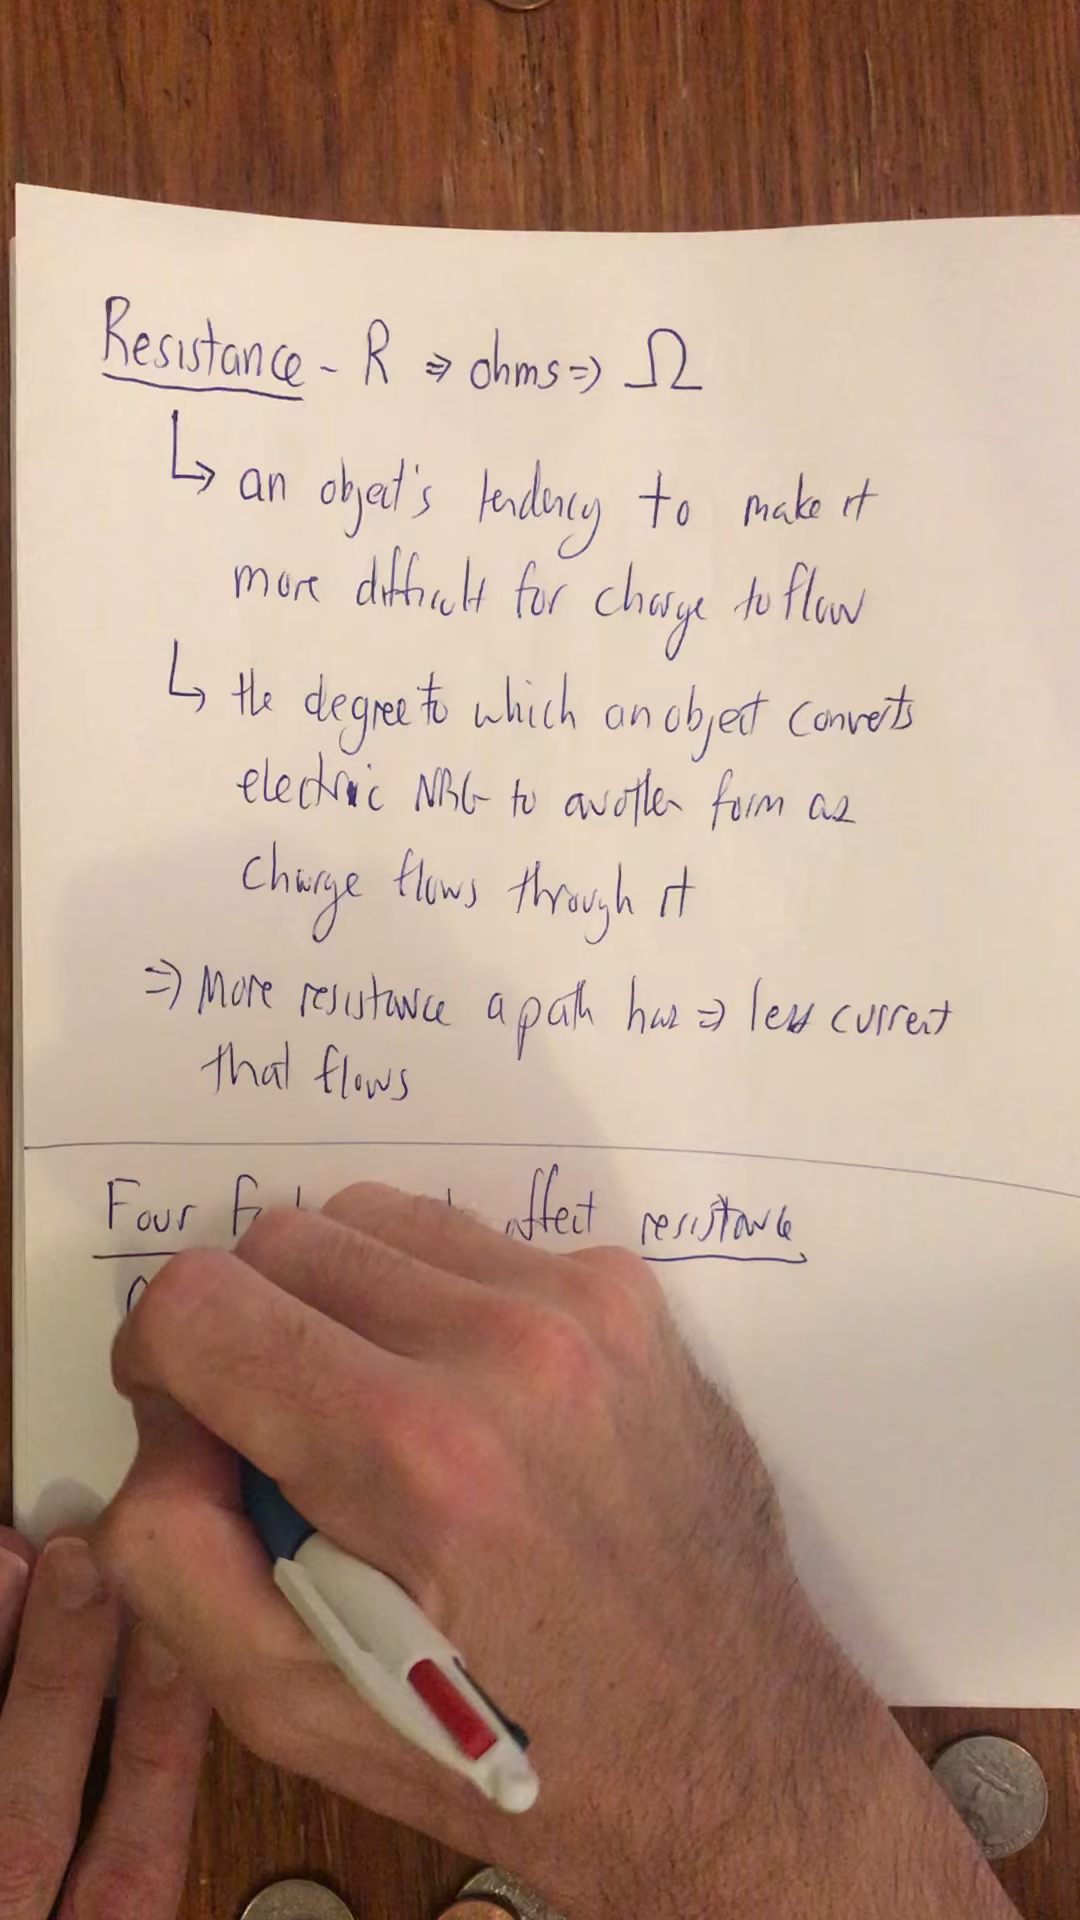 Resistance - R ⇒ ohms ⇒ Ω
↳ an object's tendency to make it
more difficult for charge to flow
↳ the degree to which an object converts
electric NRG to another form as
charge flows through it
⇒ More resistance a path has ⇒ less current
that flows
Four affect resistance